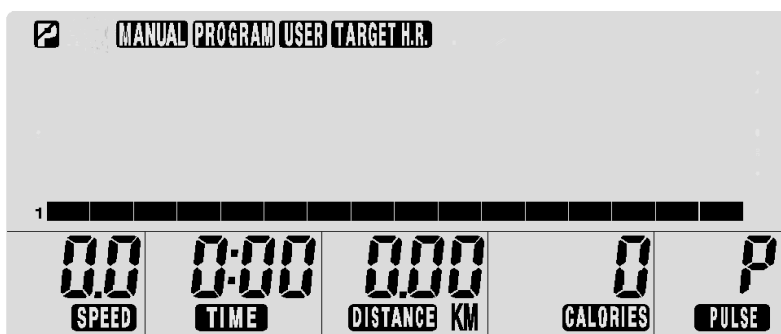 P MANUAL PROGRAM USER TARGET H.R.
1
0.0 0:00 0.00 0 P
SPEED TIME DISTANCE KM CALORIES PULSE